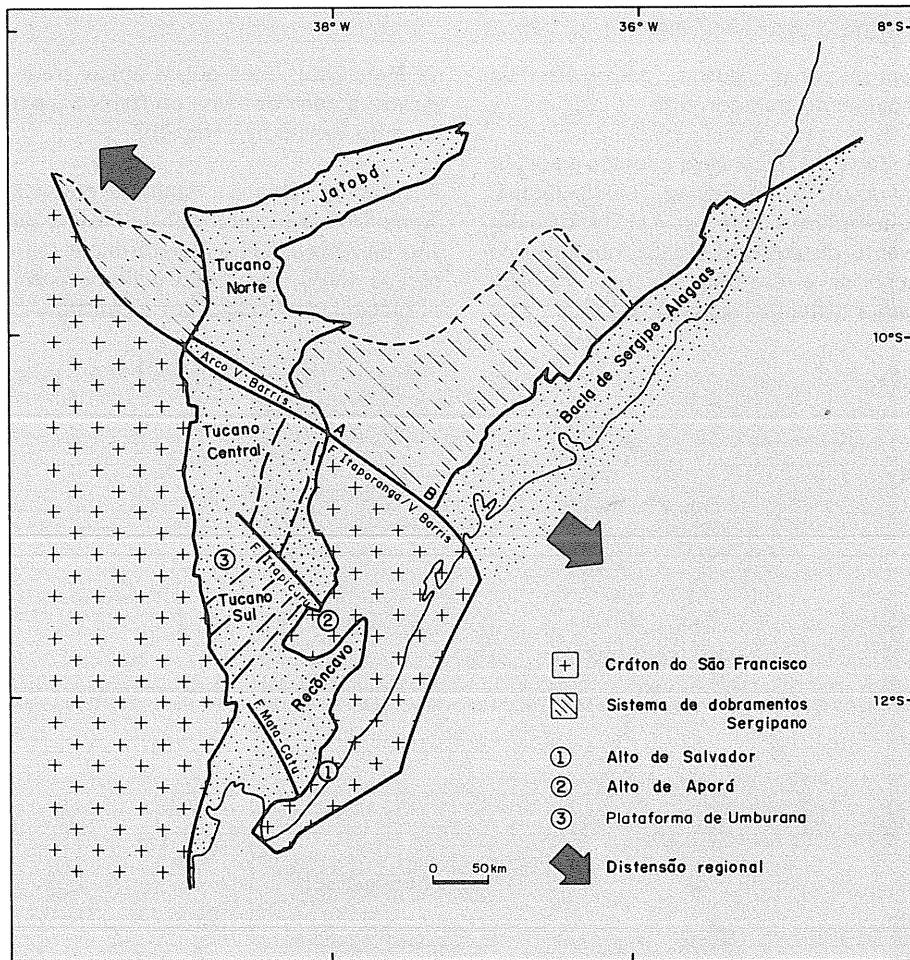 38° W
36° W
8° S
Jatobá
Tucano
Norte
Bacia de Sergipe-Alagoas
10° S
Arco V. Barris
A
Tucano
Central
F. Itaporanga/V. Barris
B
3
F. Itapicuru
Tucano
Sul
2
Recôncavo
F. Mata-Catu
1
12° S
+ Cráton do São Francisco
Sistema de dobramentos
Sergipano
1 Alto de Salvador
2 Alto de Aporá
3 Plataforma de Umburana
Distensão regional
0 50 km